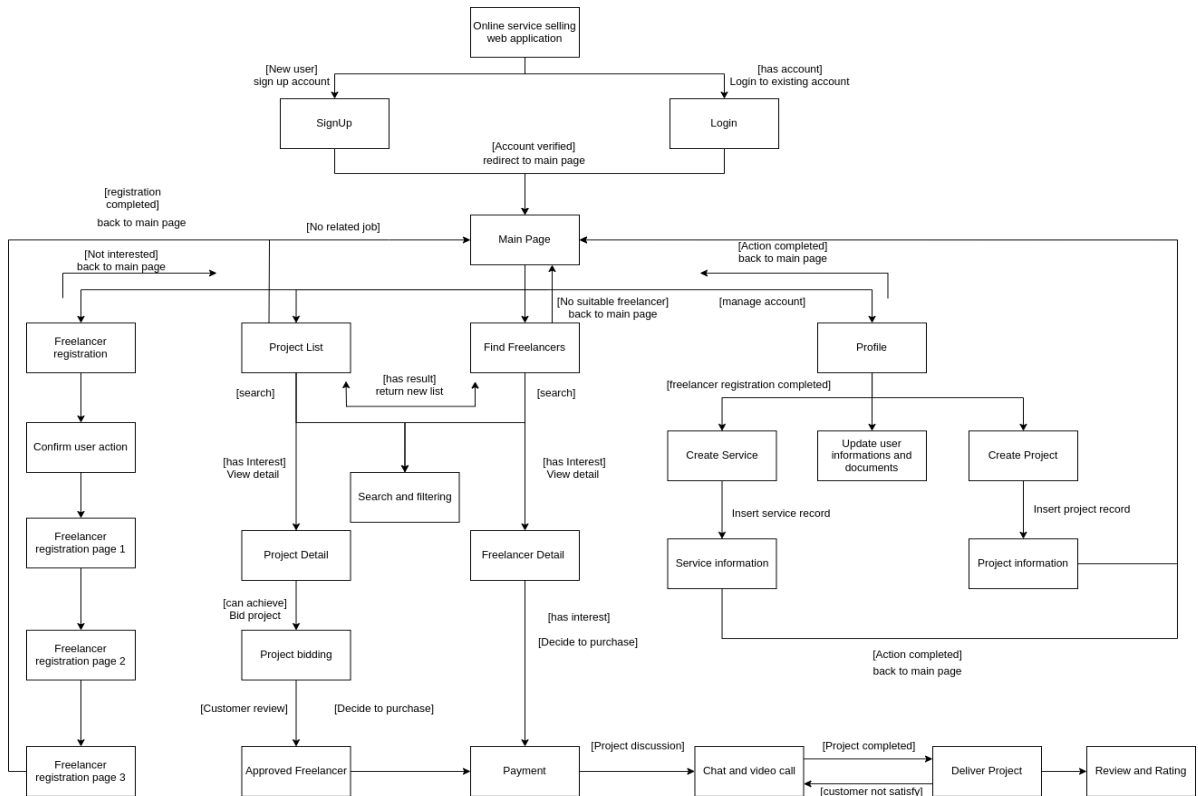 Online service selling
web application
[New user]
sign up account
[has account]
Login to existing account
SignUp
Login
[Account verified]
redirect to main page
[registration
completed]
back to main page
[No related job]
Main Page
[Not interested]
back to main page
[Action completed]
back to main page
[No suitable freelancer]
back to main page
[manage account]
Freelancer
registration
Project List
Find Freelancers
Profile
[search]
[has result]
return new list
[search]
[freelancer registration completed]
Confirm user action
Create Service
Update user
informations and
documents
Create Project
[has Interest]
View detail
[has Interest]
View detail
Search and filtering
Insert service record
Insert project record
Freelancer
registration page 1
Project Detail
Freelancer Detail
Service information
Project information
[can achieve]
Bid project
[has interest]
[Decide to purchase]
Freelancer
registration page 2
Project bidding
[Action completed]
back to main page
[Customer review]
[Decide to purchase]
[Project discussion]
[Project completed]
Freelancer
registration page 3
Approved Freelancer
Payment
Chat and video call
Deliver Project
Review and Rating
[customer not satisfy]